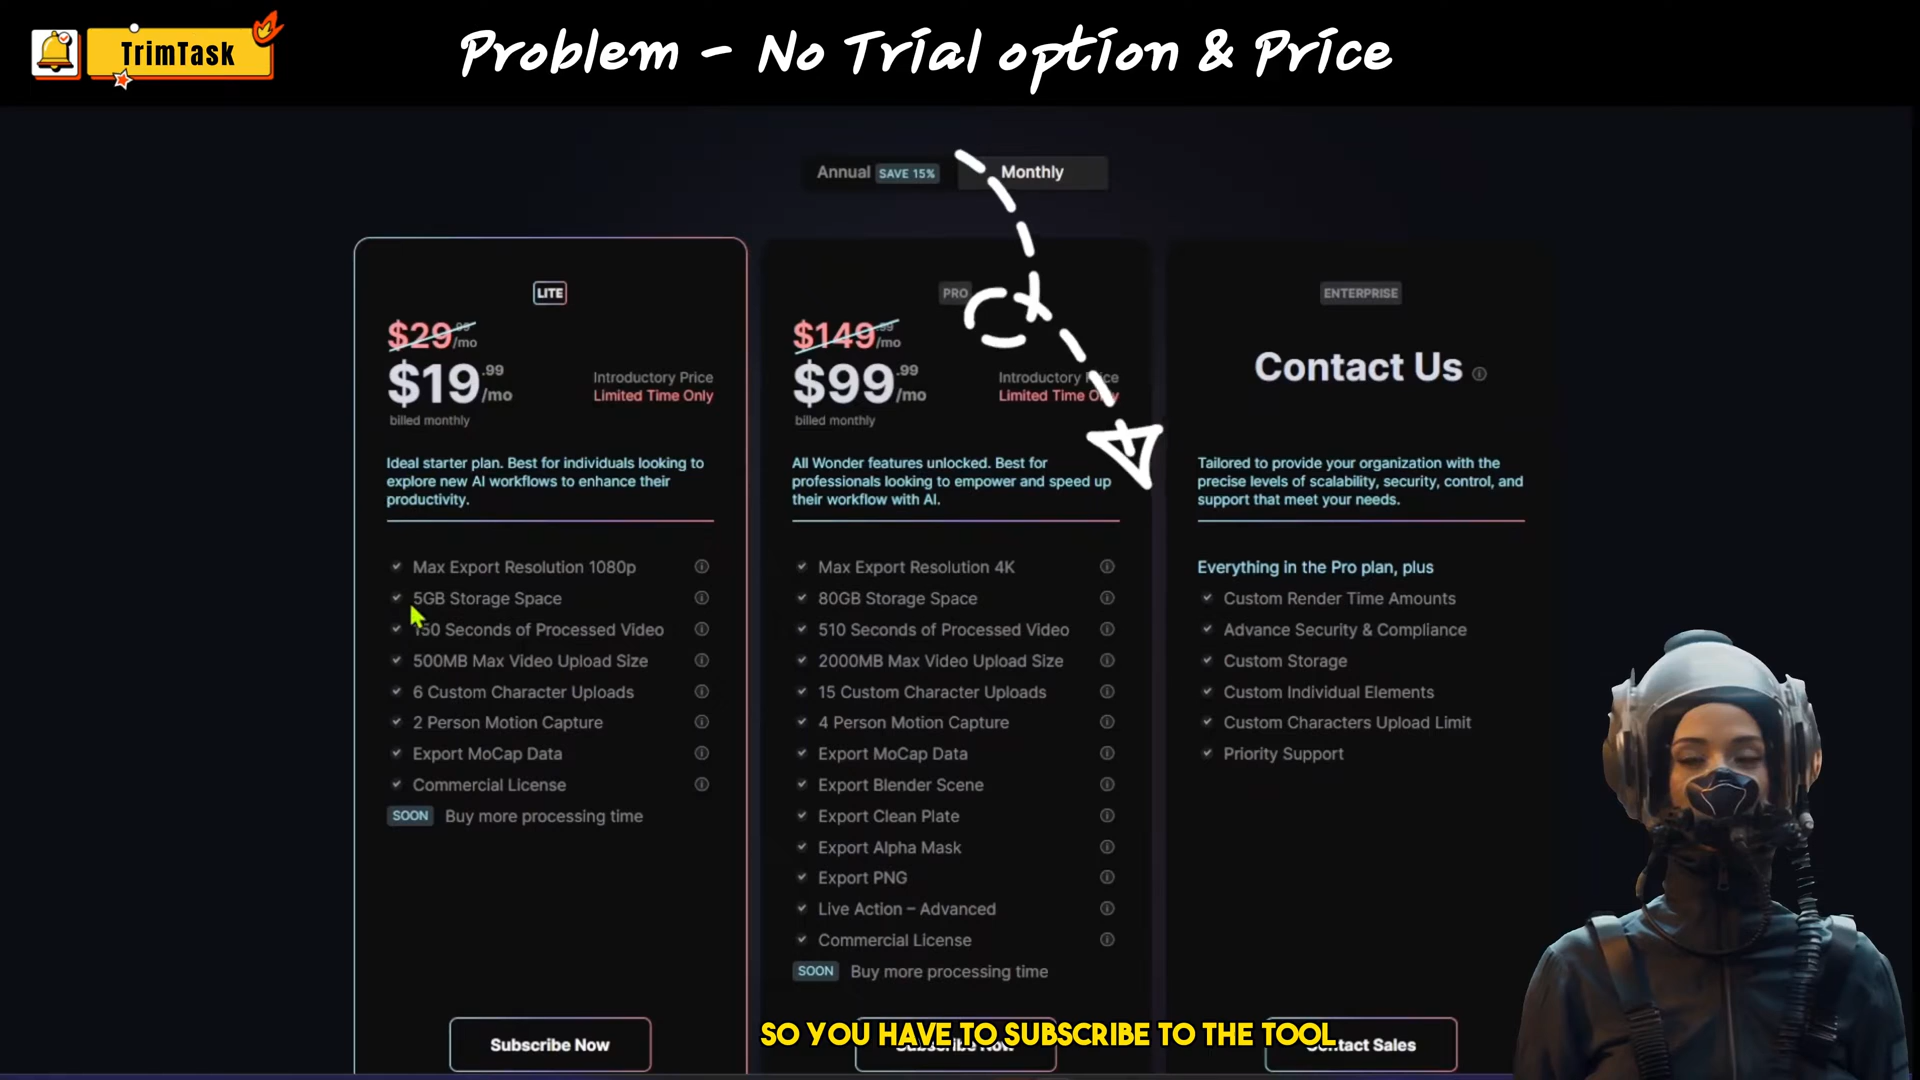 TrimTask
Problem - No Trial option & Price
Annual SAVE 15% Monthly
LITE
$29.99/mo
$19.99/mo
billed monthly
Introductory Price
Limited Time Only
Ideal starter plan. Best for individuals looking to
explore new AI workflows to enhance their
productivity.
Max Export Resolution 1080p
5GB Storage Space
150 Seconds of Processed Video
500MB Max Video Upload Size
6 Custom Character Uploads
2 Person Motion Capture
Export MoCap Data
Commercial License
SOON Buy more processing time
Subscribe Now
PRO
$149.99/mo
$99.99/mo
billed monthly
Introductory Price
Limited Time Only
All Wonder features unlocked. Best for
professionals looking to empower and speed up
their workflow with AI.
Max Export Resolution 4K
80GB Storage Space
510 Seconds of Processed Video
2000MB Max Video Upload Size
15 Custom Character Uploads
4 Person Motion Capture
Export MoCap Data
Export Blender Scene
Export Clean Plate
Export Alpha Mask
Export PNG
Live Action – Advanced
Commercial License
SOON Buy more processing time
Subscribe Now
ENTERPRISE
Contact Us
Tailored to provide your organization with the
precise levels of scalability, security, control, and
support that meet your needs.
Everything in the Pro plan, plus
Custom Render Time Amounts
Advance Security & Compliance
Custom Storage
Custom Individual Elements
Custom Characters Upload Limit
Priority Support
Contact Sales
SO YOU HAVE TO SUBSCRIBE TO THE TOOL